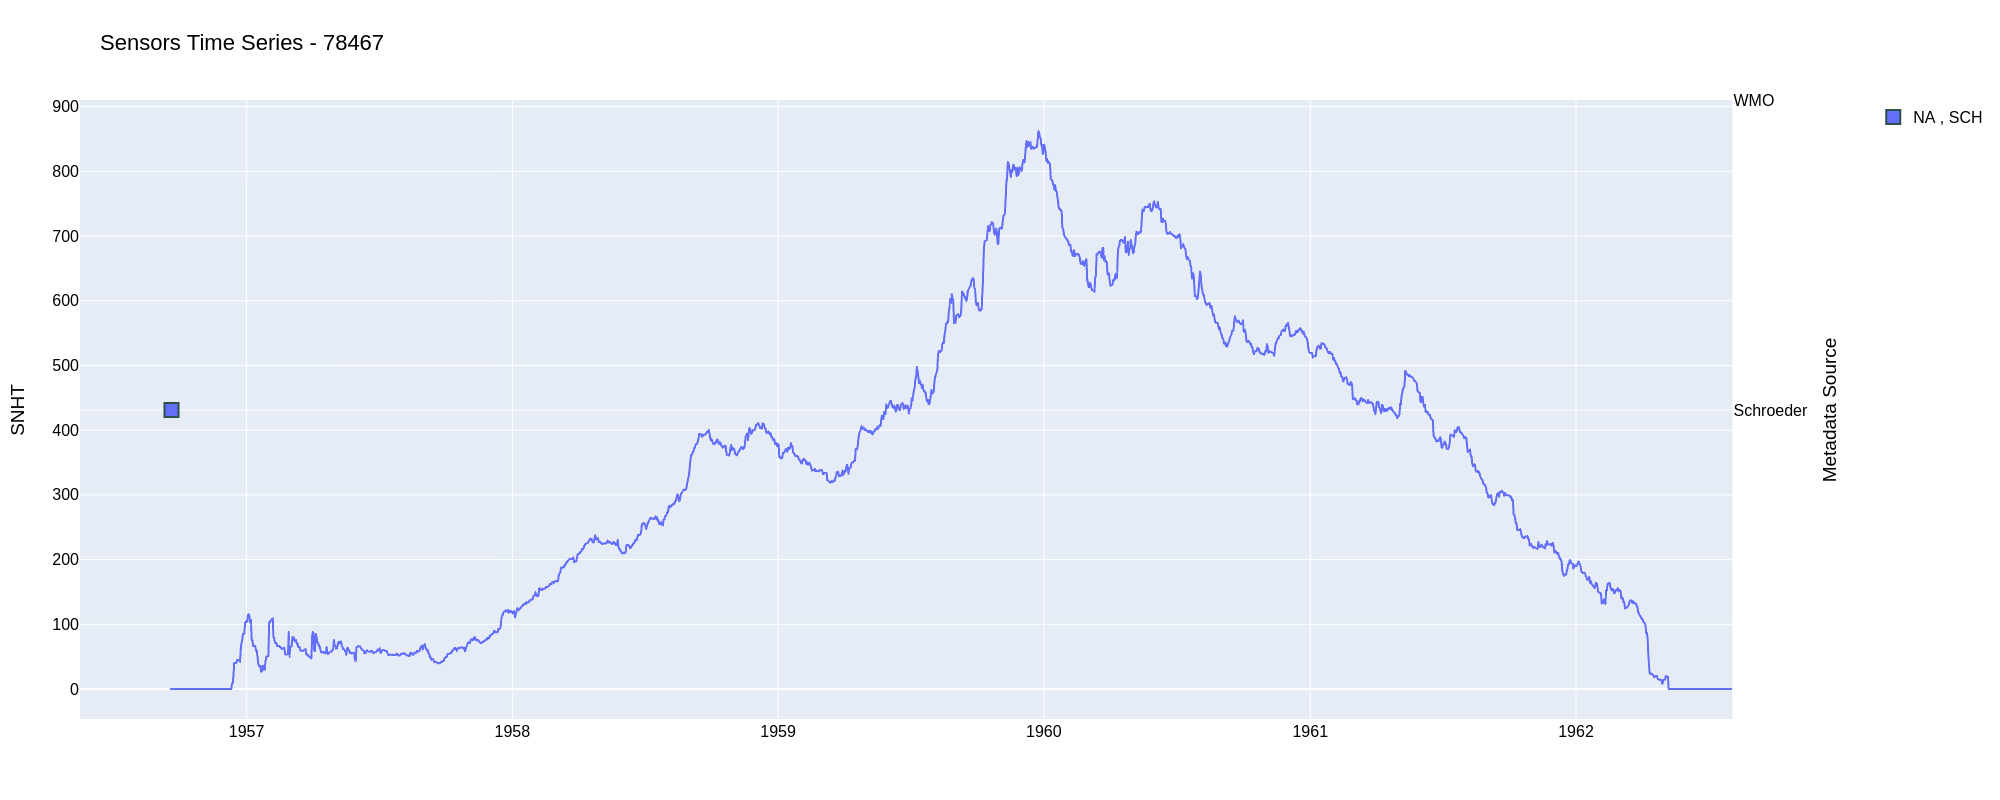 Sensors Time Series - 78467
NA , SCH
WMO
Schroeder
Metadata Source
SNHT
900
800
700
600
500
400
300
200
100
0
1957
1958
1959
1960
1961
1962